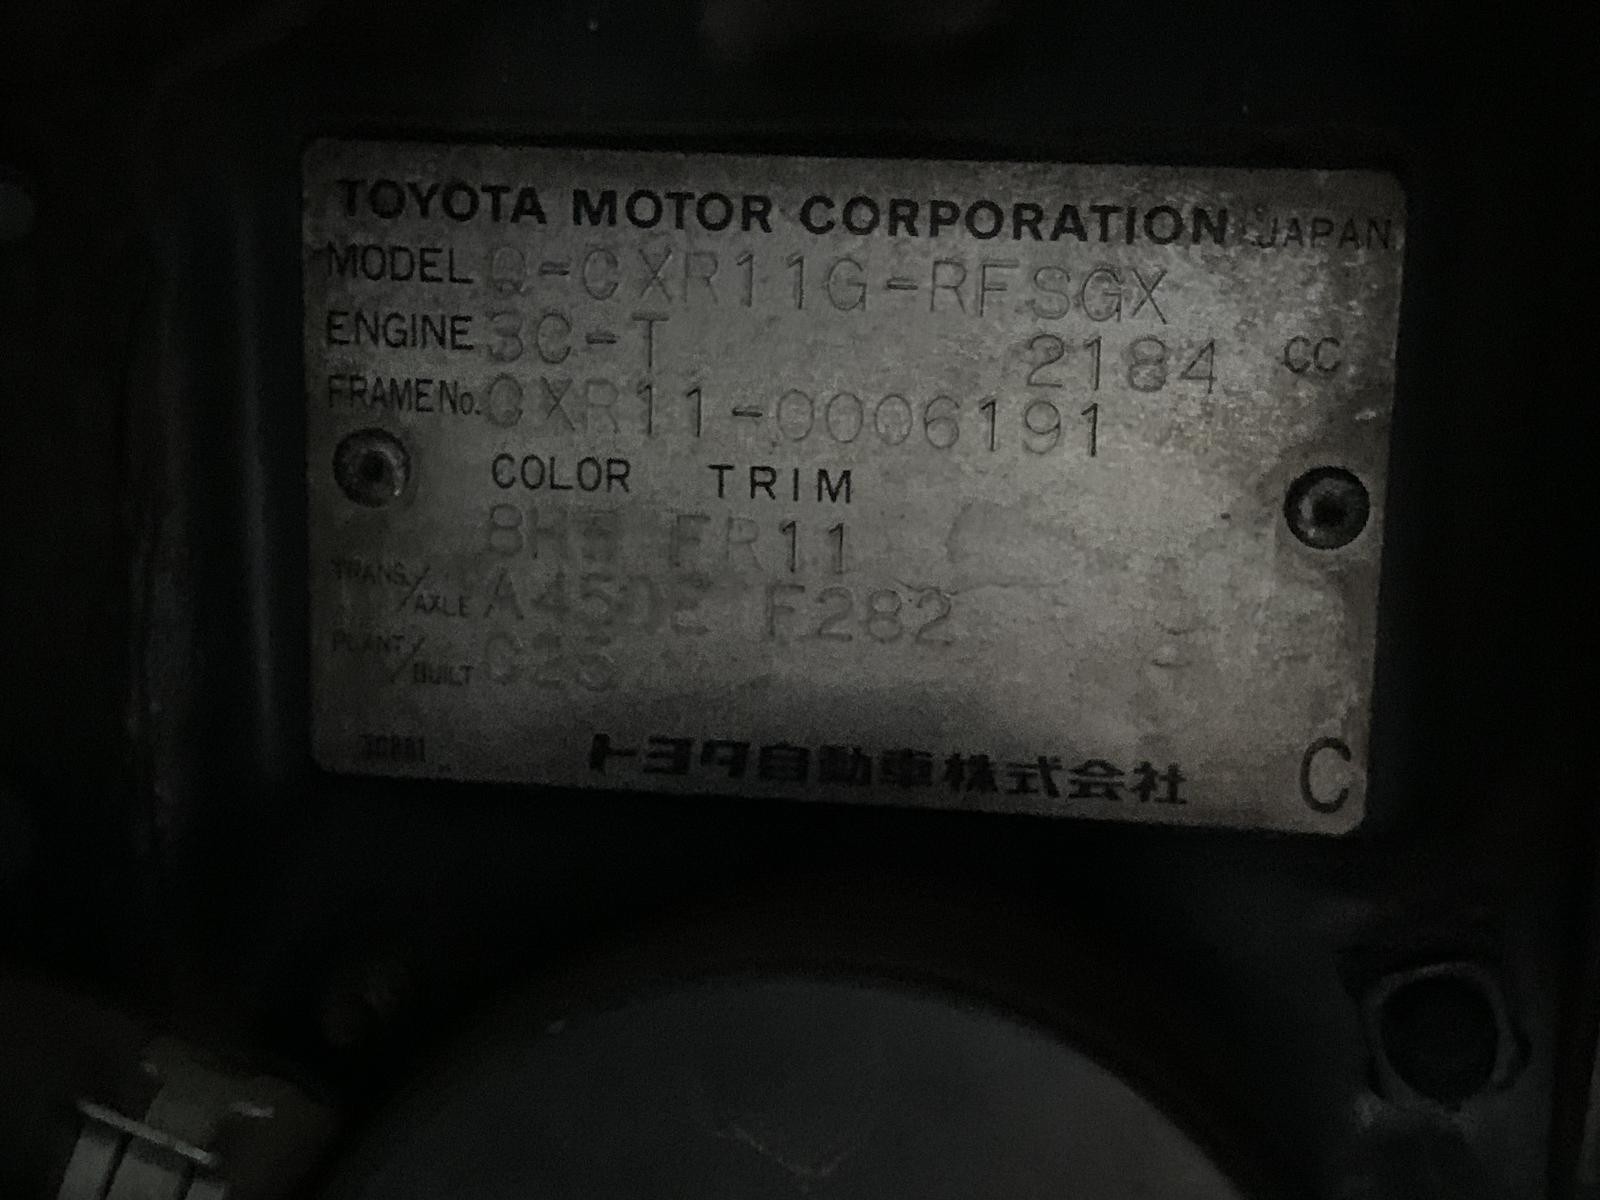 TOYOTA MOTOR CORPORATION JAPAN
MODEL Q-CXR11G-RFSGX
ENGINE 3C-T 2184 CC
FRAME No. CXR11-0006191
COLOR TRIM
FR11
TRANS./AXLE A45DE F282
PLANT/BUILT
トヨタ自動車株式会社 C